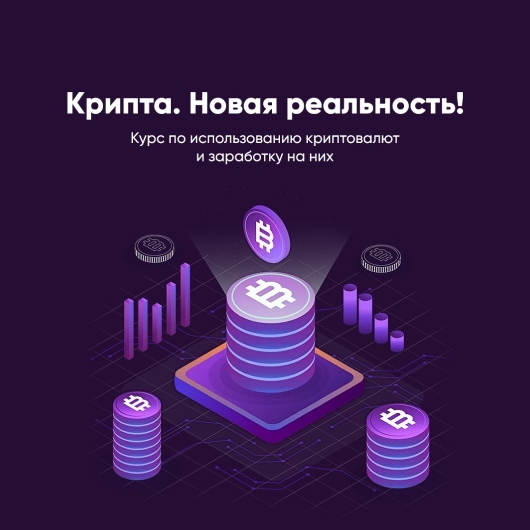 Крипта. Новая реальность!
Курс по использованию криптовалют
и заработку на них